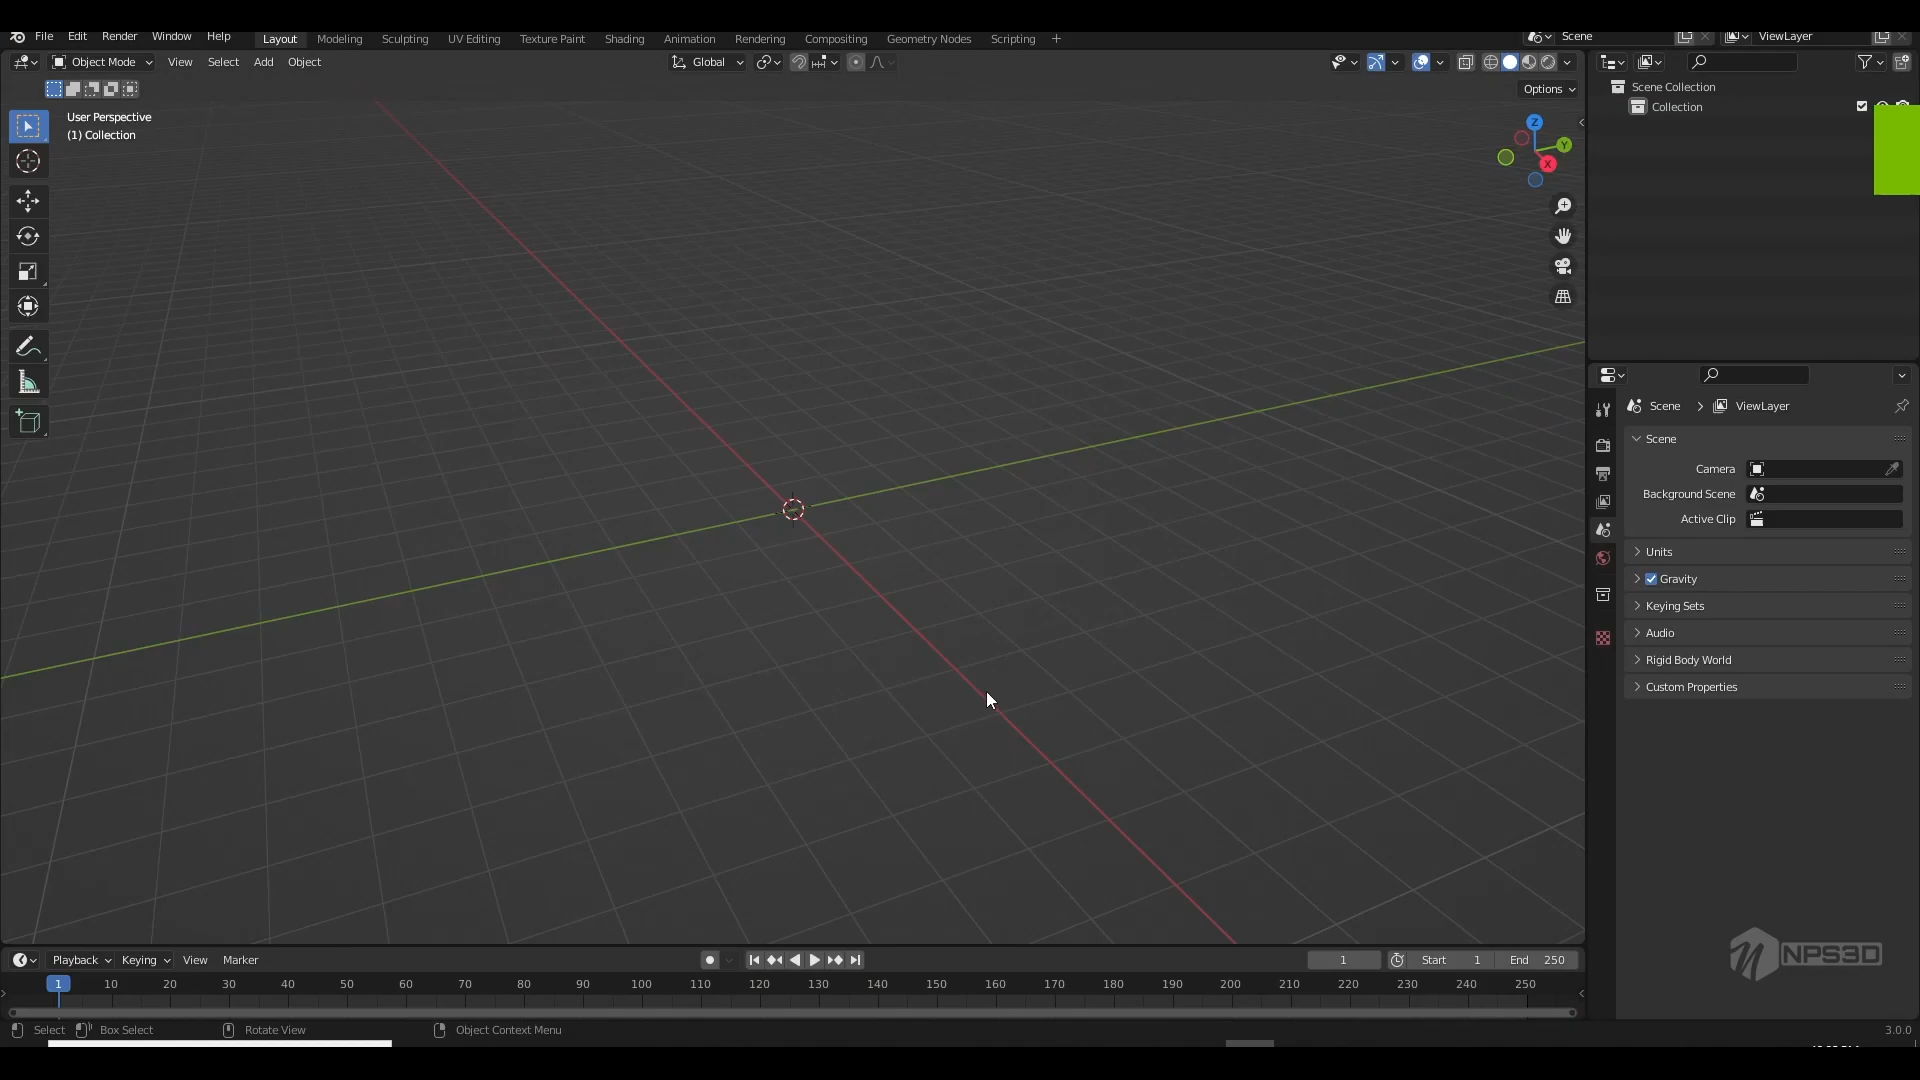 File Edit Render Window Help Layout Modeling Sculpting UV Editing Texture Paint Shading Animation Rendering Compositing Geometry Nodes Scripting + Scene ViewLayer
Object Mode View Select Add Object Global
Options
User Perspective
(1) Collection
Z
Y
X
Scene Collection
Collection
Scene > ViewLayer
Scene
Camera
Background Scene
Active Clip
Units
Gravity
Keying Sets
Audio
Rigid Body World
Custom Properties
NPS3D
Playback Keying View Marker 1 Start 1 End 250
1 10 20 30 40 50 60 70 80 90 100 110 120 130 140 150 160 170 180 190 200 210 220 230 240 250
Select Box Select Rotate View Object Context Menu 3.0.0